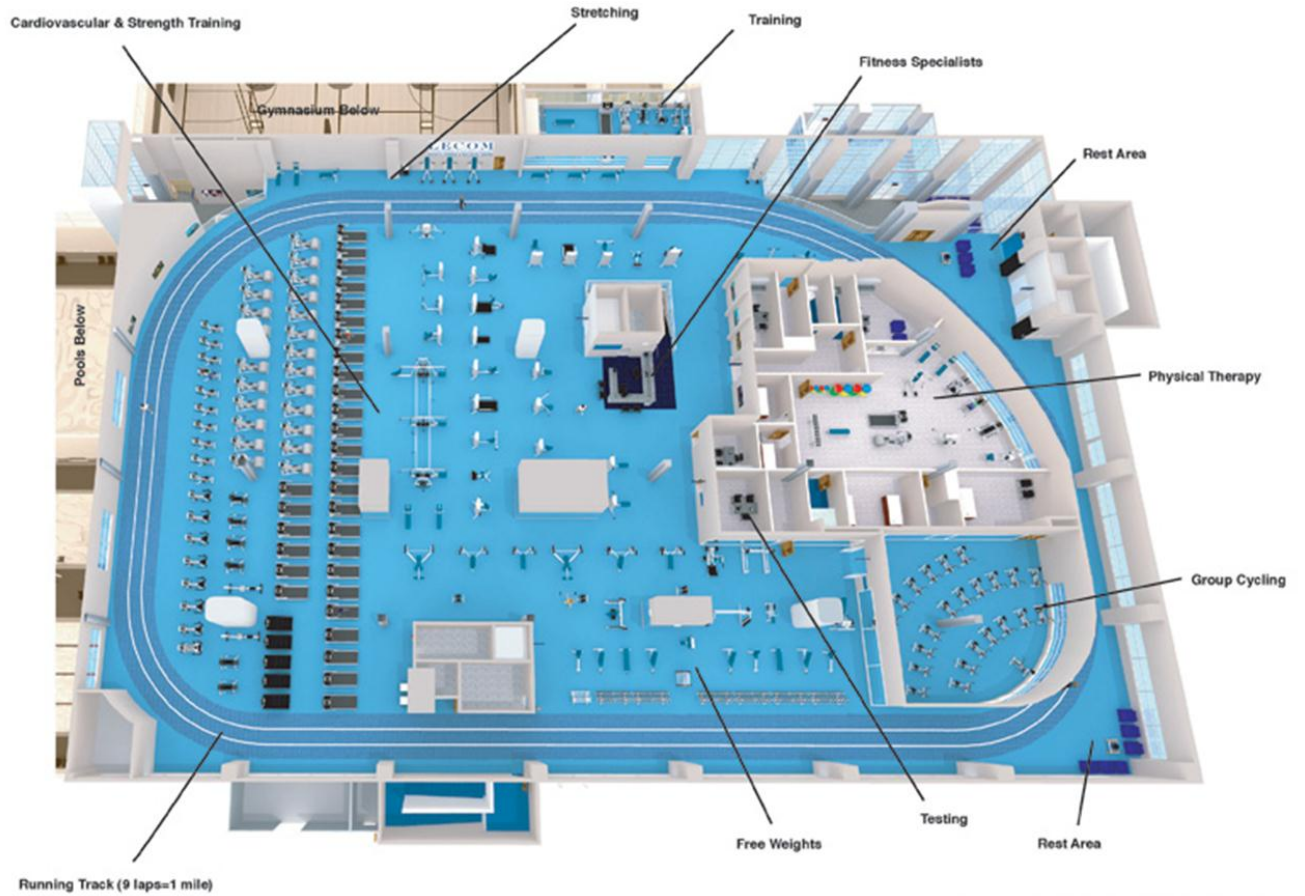 Stretching
Cardiovascular & Strength Training
Training
Fitness Specialists
Gymnasium Below
LECOM
Rest Area
Pools Below
Physical Therapy
Group Cycling
Testing
Free Weights
Rest Area
Running Track (9 laps=1 mile)